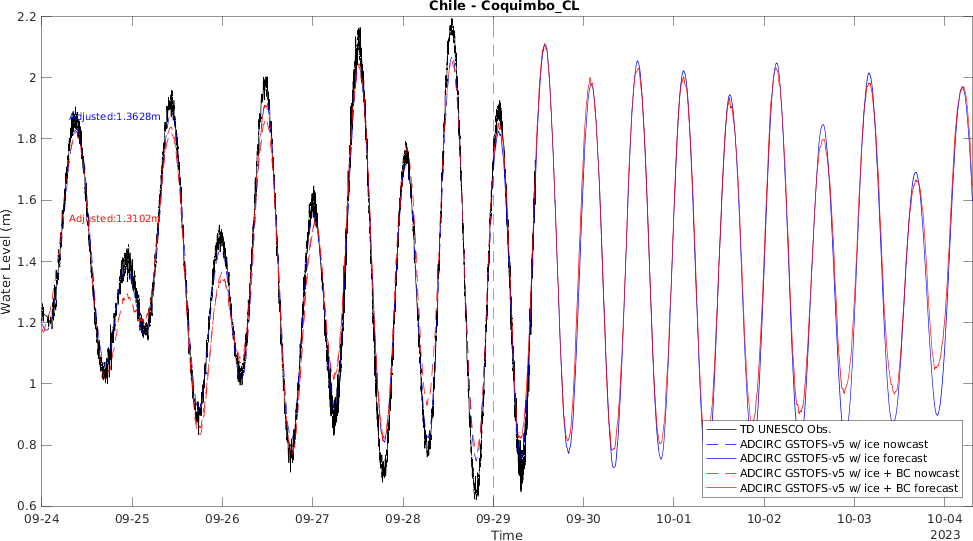 Chile - Coquimbo_CL
2.2
2
1.8
1.6
1.4
1.2
1
0.8
0.6
Water Level (m)
Adjusted:1.3628m
Adjusted:1.3102m
TD UNESCO Obs.
ADCIRC GSTOFS-v5 w/ ice nowcast
ADCIRC GSTOFS-v5 w/ ice forecast
ADCIRC GSTOFS-v5 w/ ice + BC nowcast
ADCIRC GSTOFS-v5 w/ ice + BC forecast
09-24 09-25 09-26 09-27 09-28 09-29 09-30 10-01 10-02 10-03 10-04
Time
2023